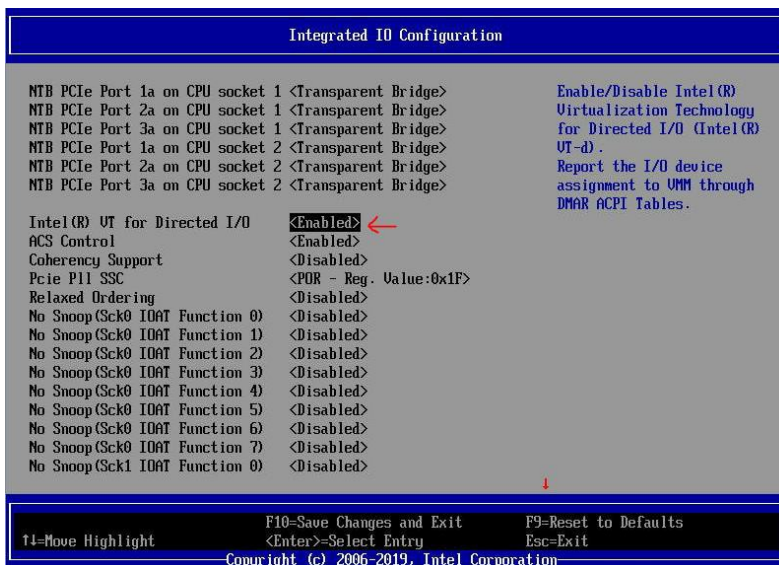 Integrated IO Configuration
NTB PCIe Port 1a on CPU socket 1 <Transparent Bridge>
NTB PCIe Port 2a on CPU socket 1 <Transparent Bridge>
NTB PCIe Port 3a on CPU socket 1 <Transparent Bridge>
NTB PCIe Port 1a on CPU socket 2 <Transparent Bridge>
NTB PCIe Port 2a on CPU socket 2 <Transparent Bridge>
NTB PCIe Port 3a on CPU socket 2 <Transparent Bridge>
Intel(R) VT for Directed I/O <Enabled>
ACS Control <Enabled>
Coherency Support <Disabled>
Pcie Pll SSC <POR - Reg. Value:0x1F>
Relaxed Ordering <Disabled>
No Snoop(Sck0 IOAT Function 0) <Disabled>
No Snoop(Sck0 IOAT Function 1) <Disabled>
No Snoop(Sck0 IOAT Function 2) <Disabled>
No Snoop(Sck0 IOAT Function 3) <Disabled>
No Snoop(Sck0 IOAT Function 4) <Disabled>
No Snoop(Sck0 IOAT Function 5) <Disabled>
No Snoop(Sck0 IOAT Function 6) <Disabled>
No Snoop(Sck0 IOAT Function 7) <Disabled>
No Snoop(Sck1 IOAT Function 0) <Disabled>
Enable/Disable Intel(R)
Virtualization Technology
for Directed I/O (Intel(R)
VT-d).
Report the I/O device
assignment to VMM through
DMAR ACPI Tables.
F10=Save Changes and Exit F9=Reset to Defaults
↑↓=Move Highlight <Enter>=Select Entry Esc=Exit
Copyright (c) 2006-2019, Intel Corporation